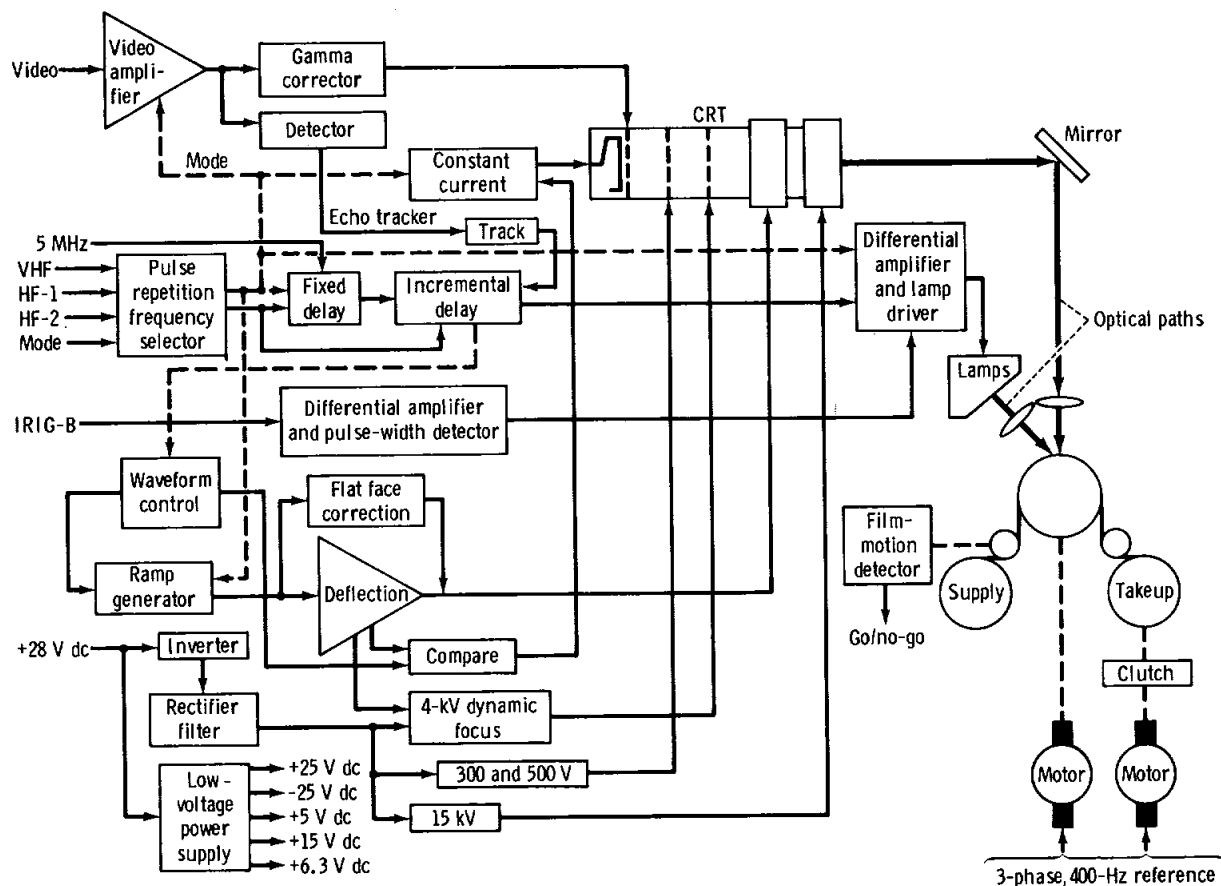 Video
Video
ampli-
fier
Gamma
corrector
Detector
Mode
Constant
current
CRT
Mirror
Echo tracker
Track
5 MHz
VHF
HF-1
HF-2
Mode
Pulse
repetition
frequency
selector
Fixed
delay
Incremental
delay
Differential
amplifier
and lamp
driver
Optical paths
Lamps
IRIG-B
Differential amplifier
and pulse-width detector
Waveform
control
Flat face
correction
Film-
motion
detector
Ramp
generator
Deflection
Supply
Takeup
Go/no-go
+28 V dc
Inverter
Compare
Clutch
Rectifier
filter
4-kV dynamic
focus
300 and 500 V
15 kV
Motor
Motor
Low-
voltage
power
supply
+25 V dc
-25 V dc
+5 V dc
+15 V dc
+6.3 V dc
3-phase, 400-Hz reference